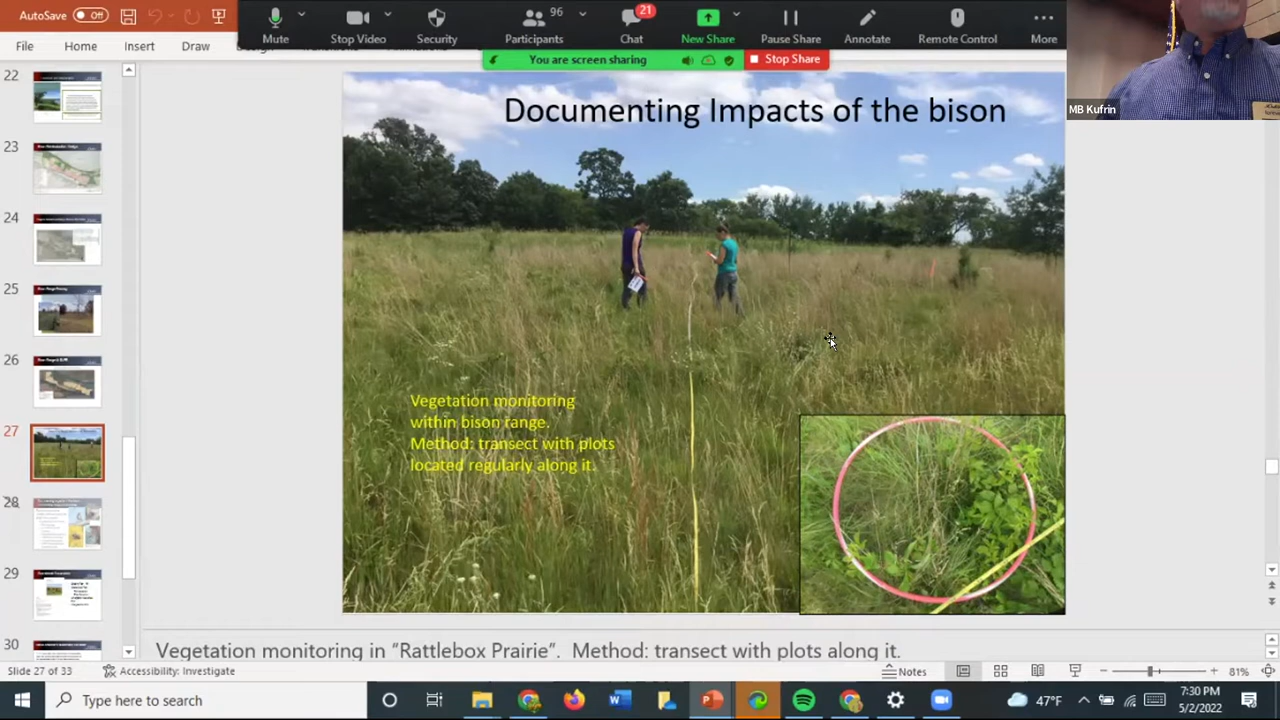 AutoSave Off
96
21
Mute
Stop Video
Security
Participants
Chat
New Share
Pause Share
Annotate
Remote Control
More
File
Home
Insert
Draw
You are screen sharing
Stop Share
MB Kufrin
22
23
24
25
26
27
28
29
30
Documenting Impacts of the bison
Vegetation monitoring
within bison range.
Method: transect with plots
located regularly along it.
Vegetation monitoring in “Rattlebox Prairie”. Method: transect with plots along it.
Slide 27 of 33
Accessibility: Investigate
Notes
81%
Type here to search
47°F
7:30 PM
5/2/2022